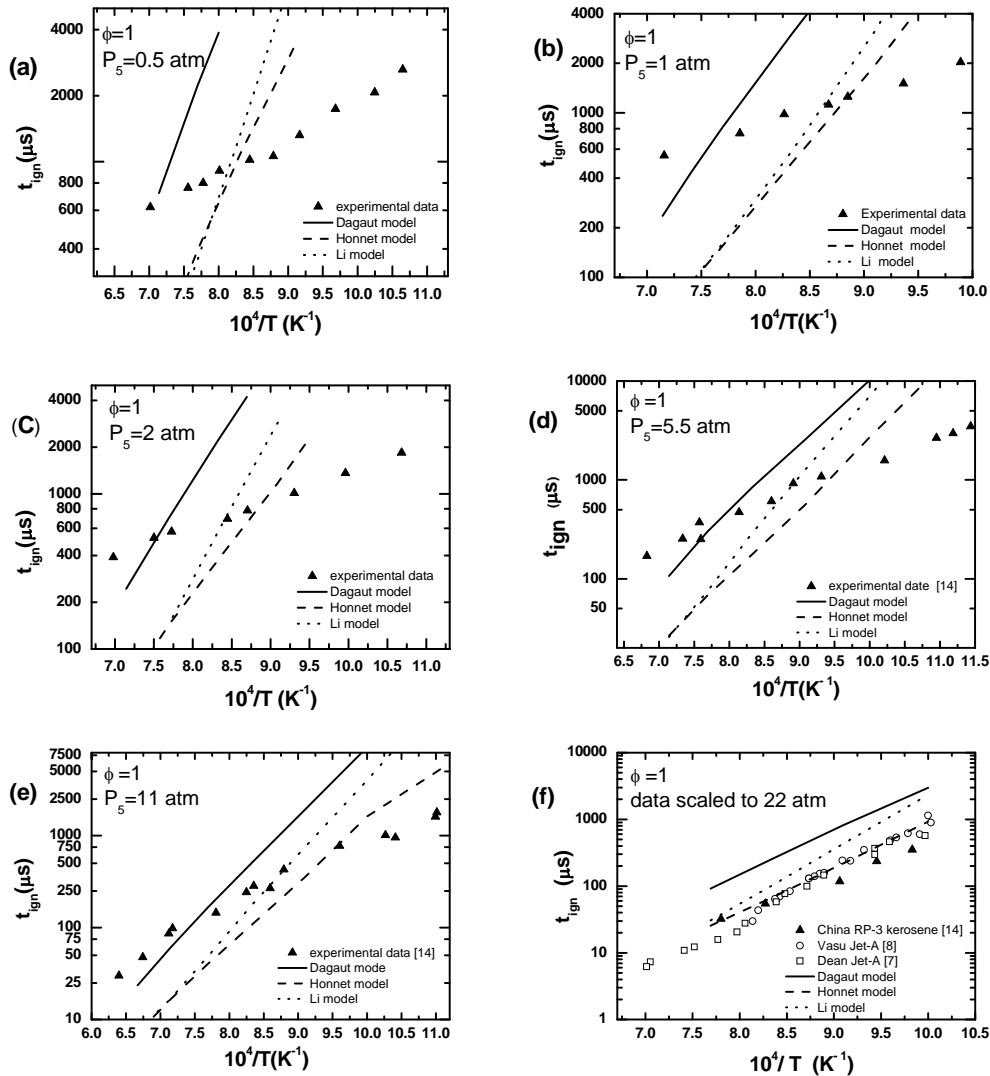 (a)
ϕ=1
P5=0.5 atm
4000
2000
800
600
400
tign(μs)
experimental data
Dagaut model
Honnet model
Li model
6.5 7.0 7.5 8.0 8.5 9.0 9.5 10.0 10.5 11.0
10^4/T (K^-1)
(b)
ϕ=1
P5=1 atm
4000
2000
1000
800
600
400
200
100
tign(μs)
Experimental data
Dagaut model
Honnet model
Li model
7.0 7.5 8.0 8.5 9.0 9.5 10.0
10^4/T(K^-1)
(C)
ϕ=1
P5=2 atm
4000
2000
1000
800
600
400
200
100
tign(μs)
experimental data
Dagaut model
Honnet model
Li model
7.0 7.5 8.0 8.5 9.0 9.5 10.0 10.5 11.0
10^4/T (K^-1)
(d)
ϕ =1
P5=5.5 atm
10000
5000
1000
500
100
50
tign (μs)
experimental date [14]
Dagaut model
Honnet model
Li model
6.5 7.0 7.5 8.0 8.5 9.0 9.5 10.0 10.5 11.0 11.5
10^4/T(K^-1)
(e)
ϕ =1
P5=11 atm
7500
5000
2500
1000
750
500
250
100
75
50
25
10
tign(μs)
experimental data [14]
Dagaut mode
Honnet model
Li model
6.0 6.5 7.0 7.5 8.0 8.5 9.0 9.5 10.0 10.5 11.0
10^4/T(K^-1)
(f)
ϕ=1
data scaled to 22 atm
10000
1000
100
10
1
tign (μs)
China RP-3 kerosene [14]
Vasu Jet-A [8]
Dean Jet-A [7]
Dagaut model
Honnet model
Li model
7.0 7.5 8.0 8.5 9.0 9.5 10.0 10.5
10^4/ T (K^-1)